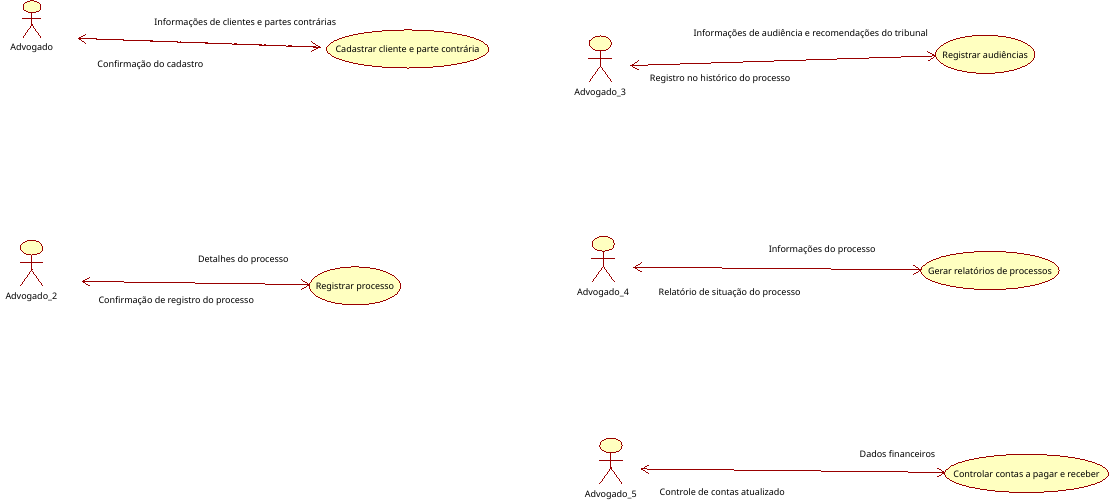 Informações de clientes e partes contrárias
Advogado
Cadastrar cliente e parte contrária
Confirmação do cadastro
Informações de audiência e recomendações do tribunal
Registrar audiências
Registro no histórico do processo
Advogado_3
Detalhes do processo
Registrar processo
Advogado_2
Confirmação de registro do processo
Informações do processo
Gerar relatórios de processos
Advogado_4
Relatório de situação do processo
Dados financeiros
Controlar contas a pagar e receber
Advogado_5
Controle de contas atualizado